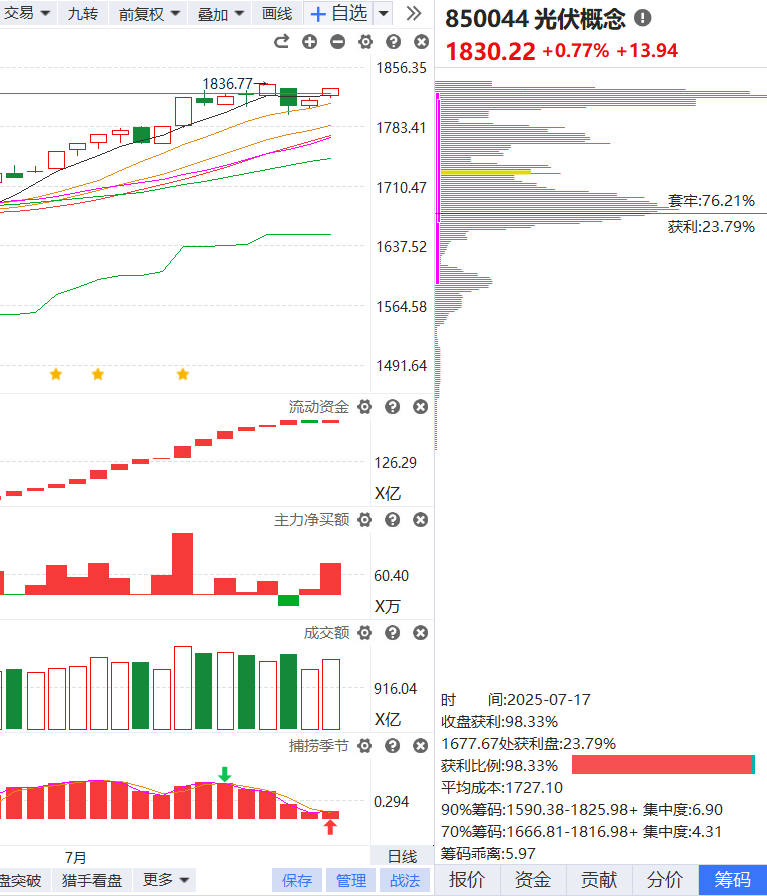 交易 九转 前复权 叠加 画线 自选
850044 光伏概念
1830.22 +0.77% +13.94
1856.35
1836.77
1783.41
1710.47
套牢:76.21%
获利:23.79%
1637.52
1564.58
1491.64
流动资金
126.29
X亿
主力净买额
60.40
X万
成交额
916.04
X亿
捕捞季节
0.294
时 间:2025-07-17
收盘获利:98.33%
1677.67处获利盘:23.79%
获利比例:98.33%
平均成本:1727.10
90%筹码:1590.38-1825.98+ 集中度:6.90
70%筹码:1666.81-1816.98+ 集中度:4.31
筹码乖离:5.97
7月 日线
盘突破 猎手看盘 更多 保存 管理 战法
报价 资金 贡献 分价 筹码